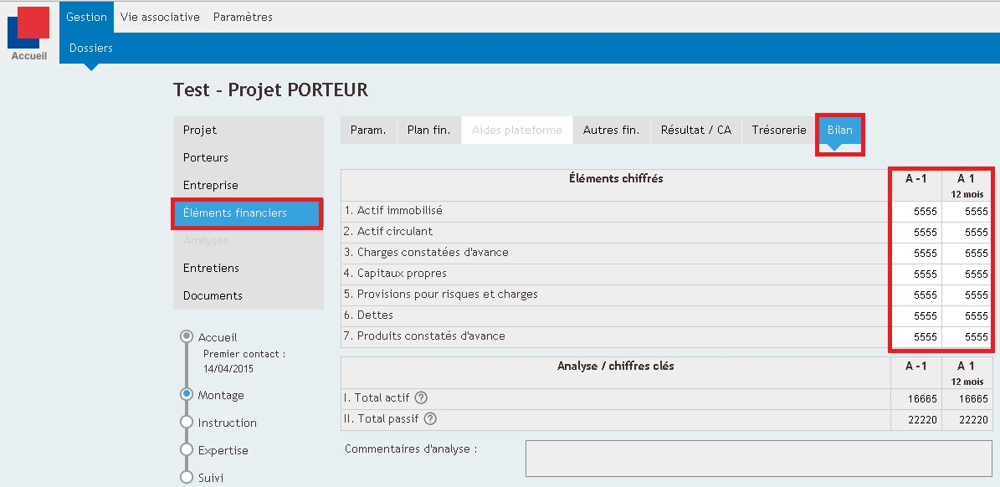 Gestion Vie associative Paramètres
Accueil
Dossiers
Test - Projet PORTEUR
Projet
Porteurs
Entreprise
Éléments financiers
Analyses
Entretiens
Documents
Accueil
Premier contact :
14/04/2015
Montage
Instruction
Expertise
Suivi
Param. Plan fin. Aides plateforme Autres fin. Résultat / CA Trésorerie Bilan
Éléments chiffrés A -1 A 1
12 mois
1. Actif immobilisé 5555 5555
2. Actif circulant 5555 5555
3. Charges constatées d'avance 5555 5555
4. Capitaux propres 5555 5555
5. Provisions pour risques et charges 5555 5555
6. Dettes 5555 5555
7. Produits constatés d'avance 5555 5555
Analyse / chiffres clés A -1 A 1
12 mois
I. Total actif ? 16665 16665
II. Total passif ? 22220 22220
Commentaires d'analyse :